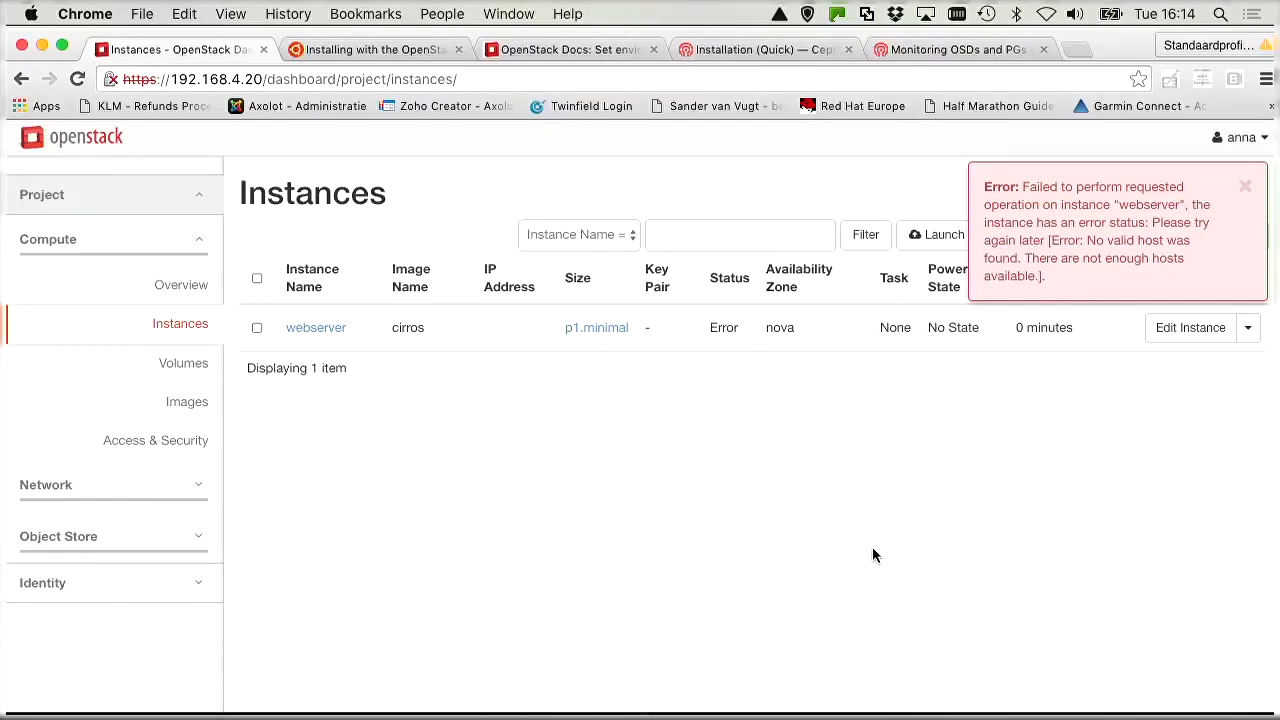 Chrome File Edit View History Bookmarks People Window Help Tue 16:14
Instances - OpenStack Das Installing with the OpenSta OpenStack Docs: Set envir Installation (Quick) — Ce Monitoring OSDs and PGs Standaardprofi...
https://192.168.4.20/dashboard/project/instances/
Apps KLM - Refunds Proce Axolot - Administratie Zoho Creator - Axolo Twinfield Login Sander van Vugt - be Red Hat Europe Half Marathon Guide Garmin Connect - Ac »
openstack anna
Project
Compute
Overview
Instances
Volumes
Images
Access & Security
Network
Object Store
Identity
Instances
Error: Failed to perform requested
operation on instance "webserver", the
instance has an error status: Please try
again later [Error: No valid host was
found. There are not enough hosts
available.].
Instance Name = Filter Launch
Instance Name Image Name IP Address Size Key Pair Status Availability Zone Task Power State
webserver cirros p1.minimal - Error nova None No State 0 minutes Edit Instance
Displaying 1 item